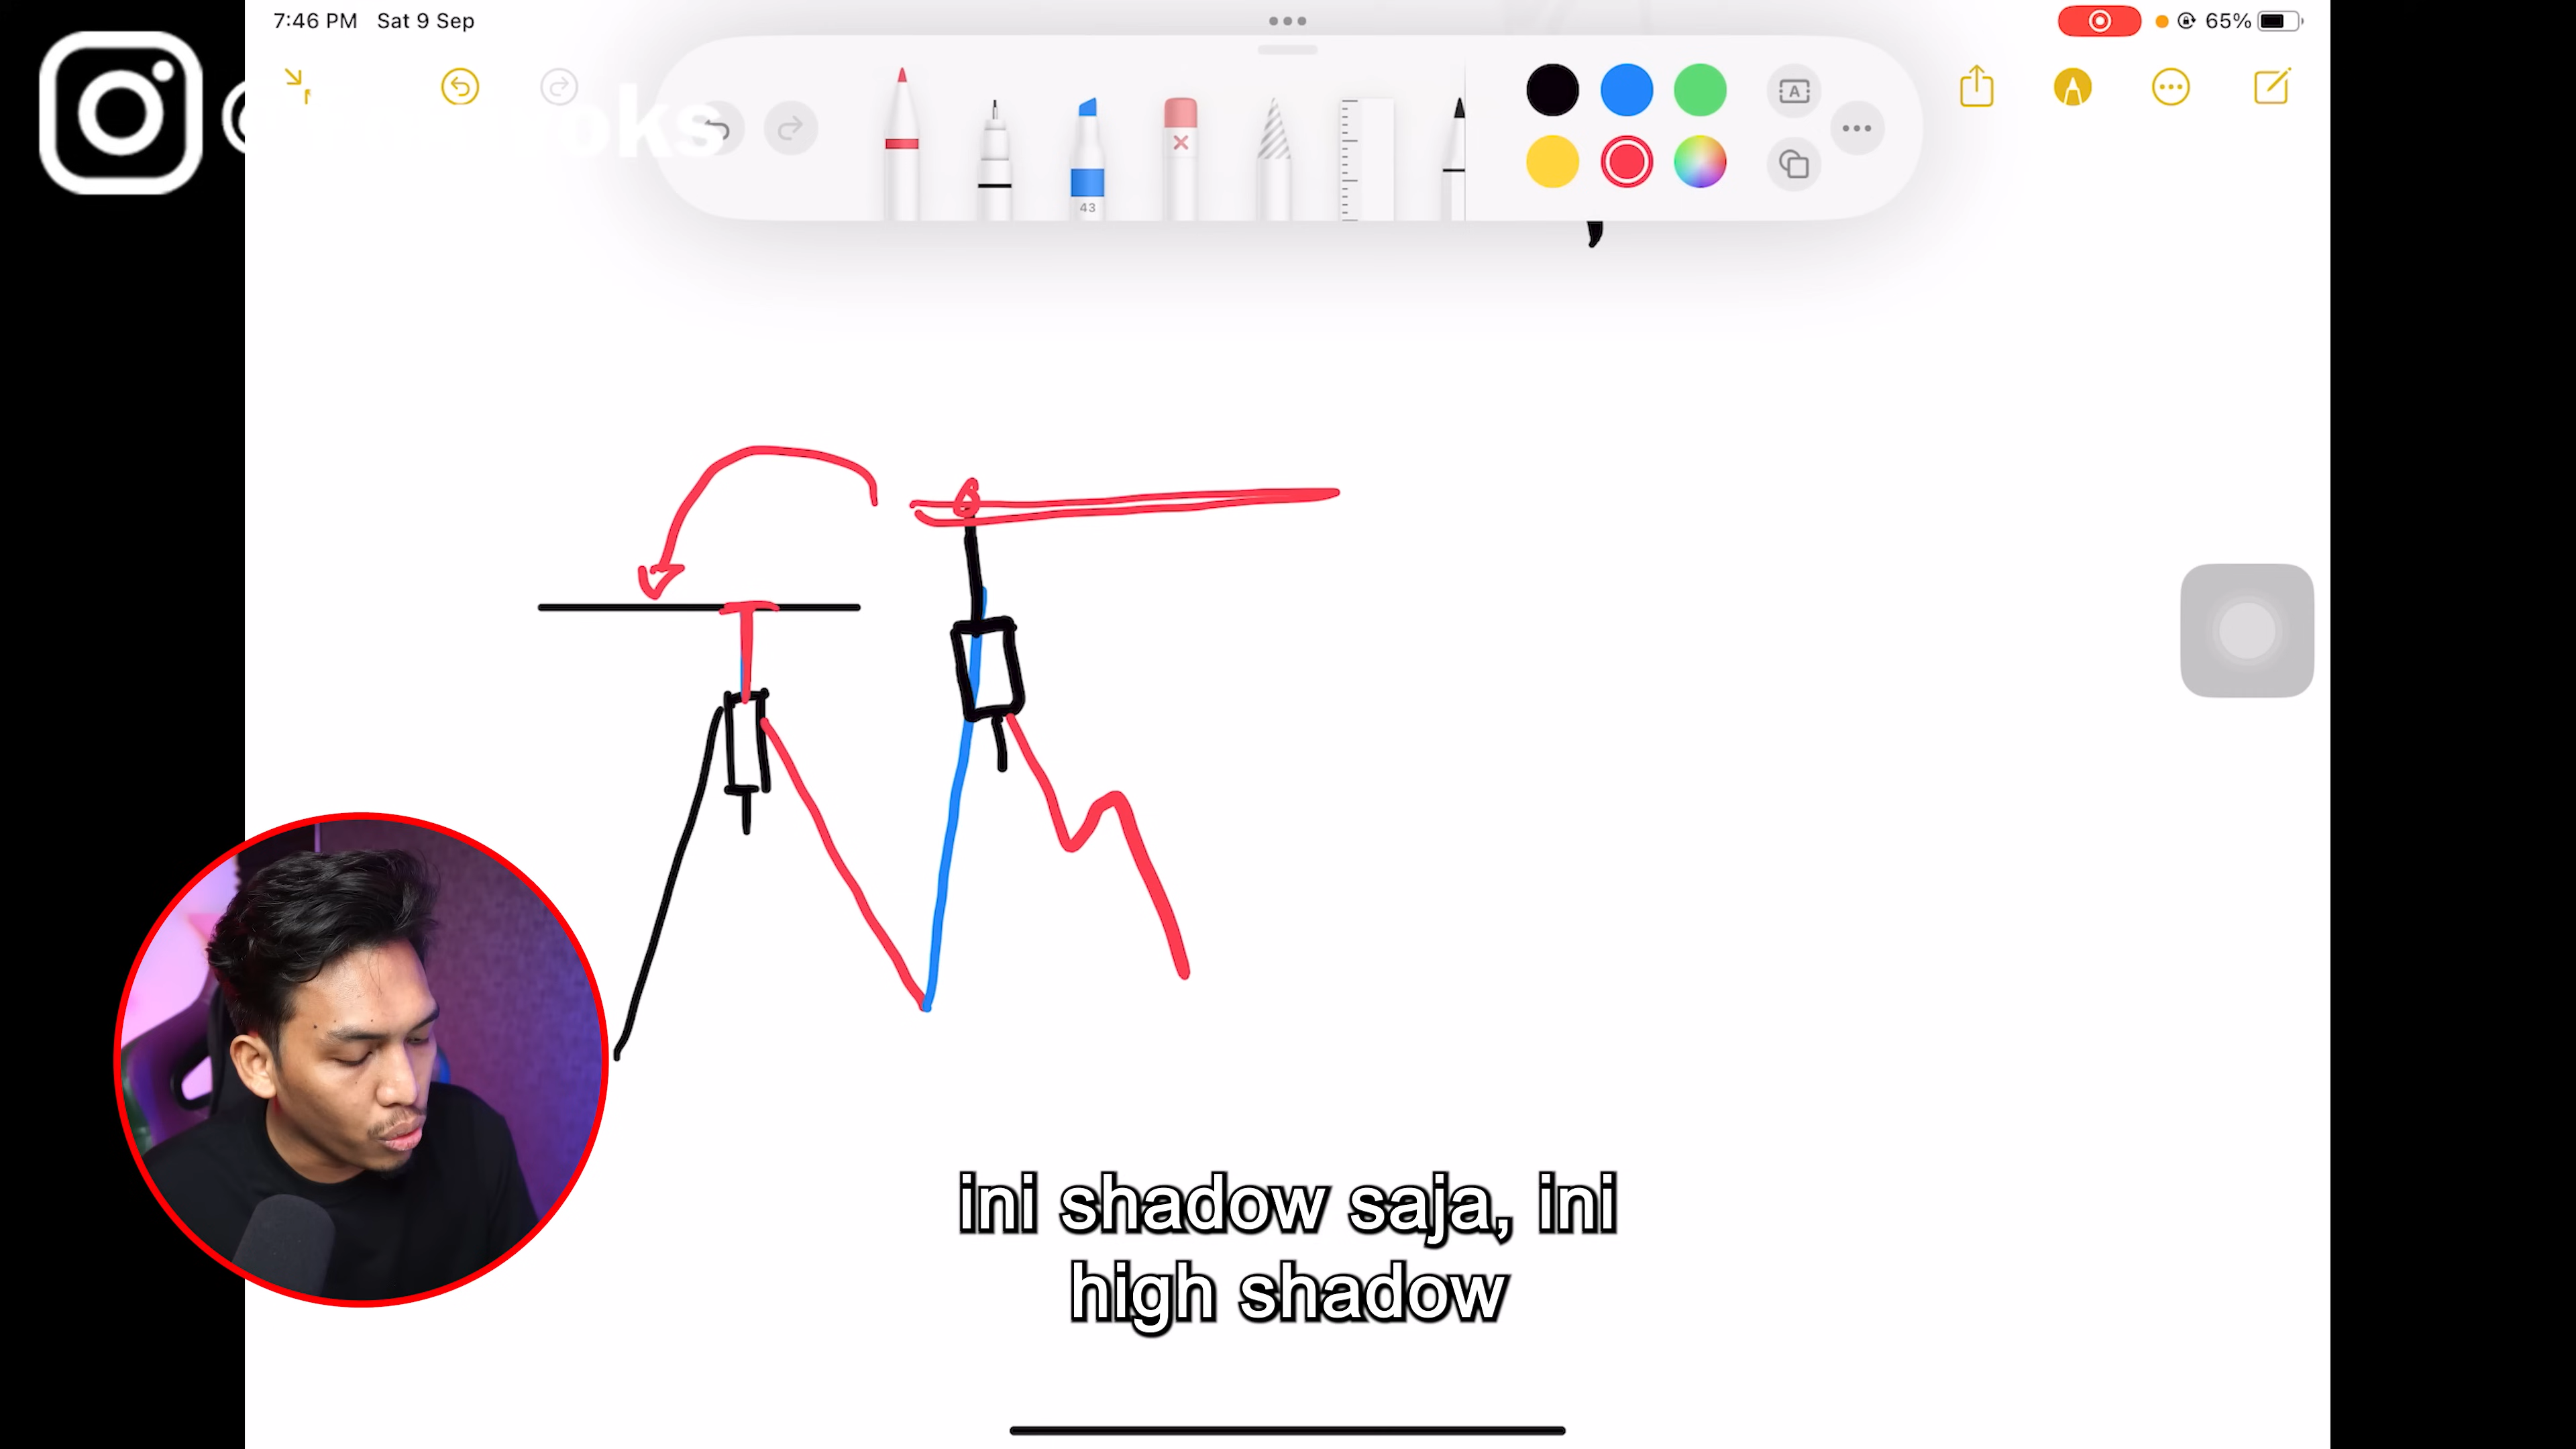 7:46 PM Sat 9 Sep
65%
43
A
ini shadow saja, ini
high shadow